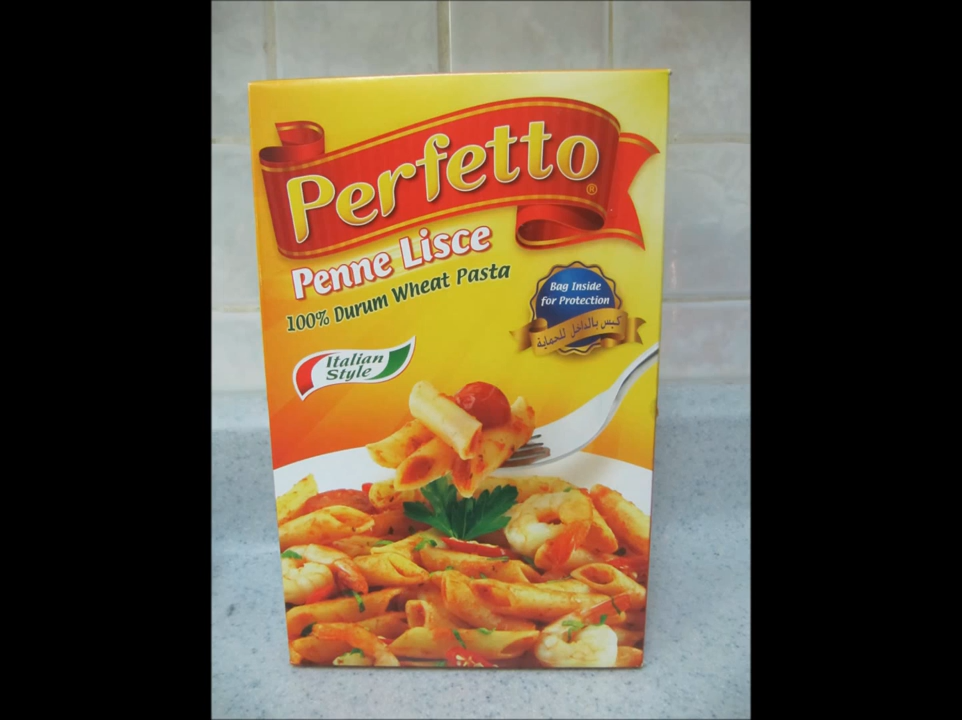 Perfetto®
Penne Lisce
100% Durum Wheat Pasta
Bag Inside
for Protection
كيس بالداخل للحماية
Italian
Style